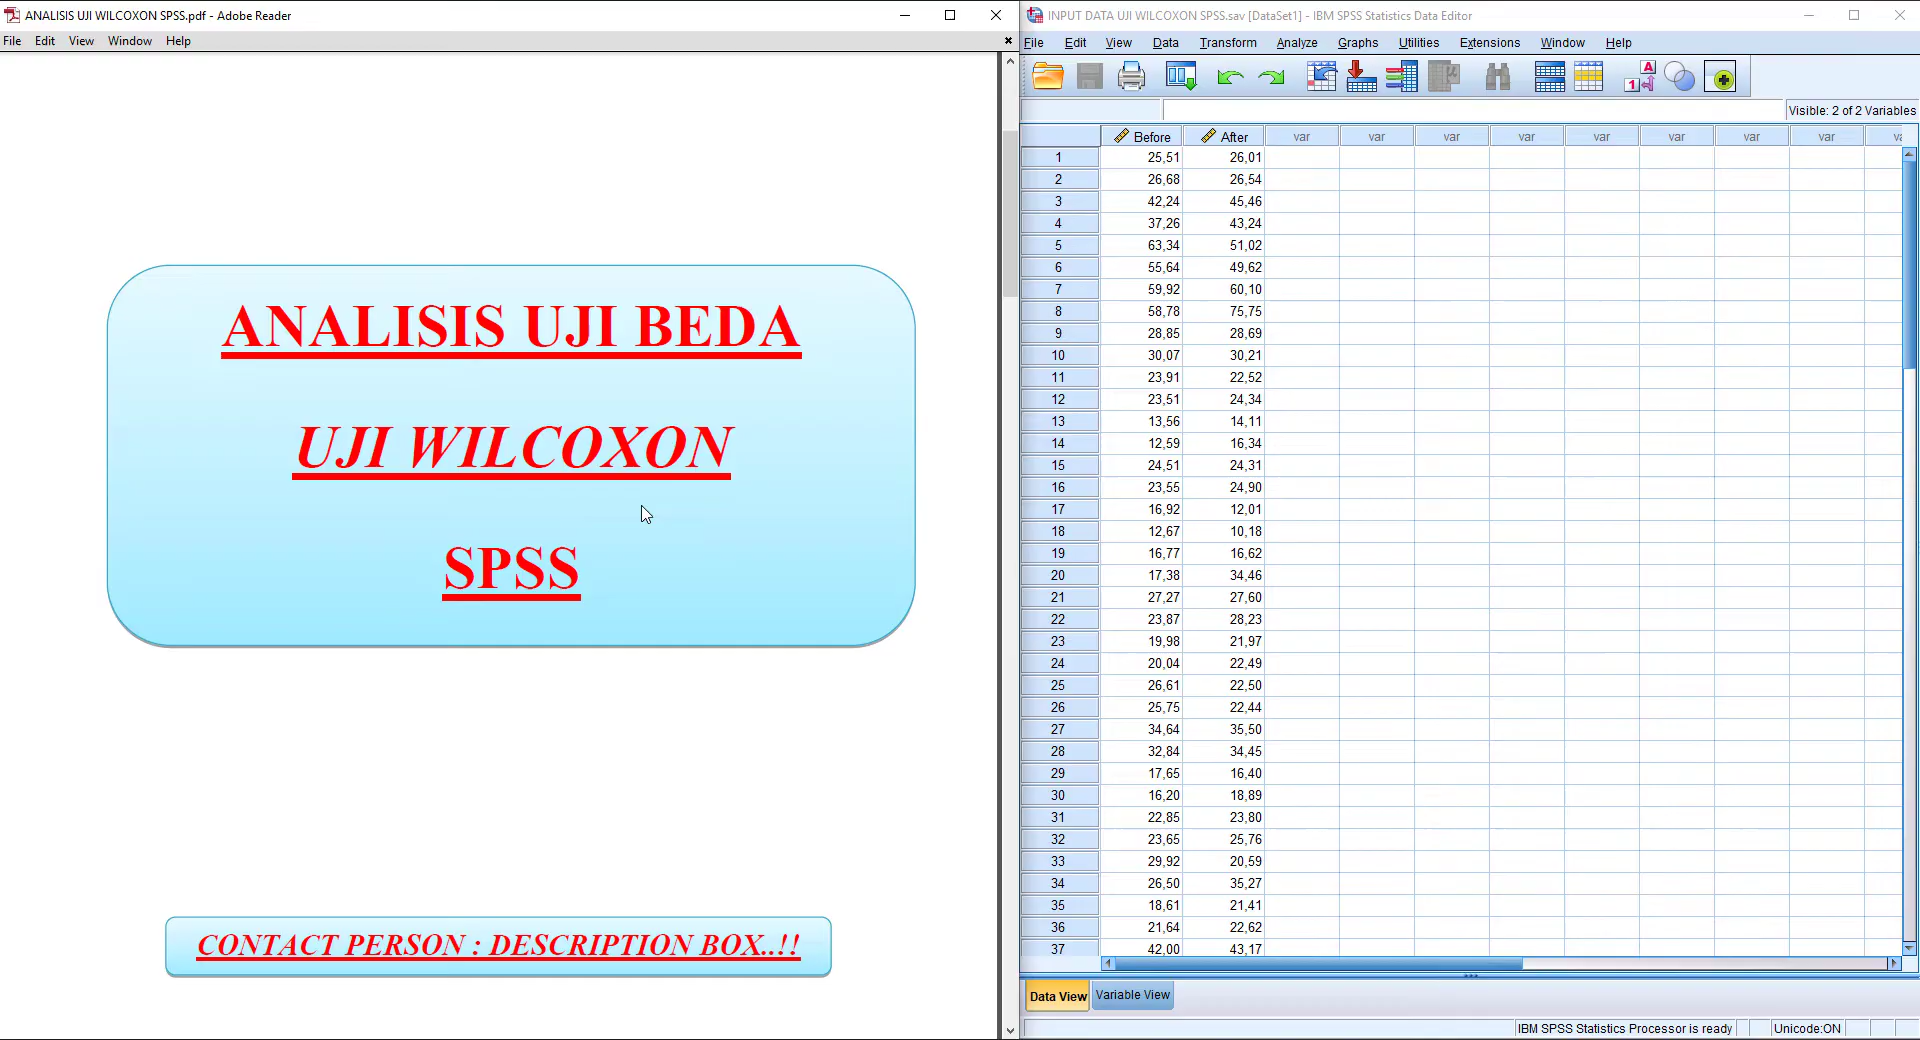 ANALISIS UJI WILCOXON SPSS.pdf - Adobe Reader
File Edit View Window Help
ANALISIS UJI BEDA
UJI WILCOXON
SPSS
CONTACT PERSON : DESCRIPTION BOX..!!
INPUT DATA UJI WILCOXON SPSS.sav [DataSet1] - IBM SPSS Statistics Data Editor
File Edit View Data Transform Analyze Graphs Utilities Extensions Window Help
Visible: 2 of 2 Variables
Before After var var var var var var var var
1 25,51 26,01
2 26,68 26,54
3 42,24 45,46
4 37,26 43,24
5 63,34 51,02
6 55,64 49,62
7 59,92 60,10
8 58,78 75,75
9 28,85 28,69
10 30,07 30,21
11 23,91 22,52
12 23,51 24,34
13 13,56 14,11
14 12,59 16,34
15 24,51 24,31
16 23,55 24,90
17 16,92 12,01
18 12,67 10,18
19 16,77 16,62
20 17,38 34,46
21 27,27 27,60
22 23,87 28,23
23 19,98 21,97
24 20,04 22,49
25 26,61 22,50
26 25,75 22,44
27 34,64 35,50
28 32,84 34,45
29 17,65 16,40
30 16,20 18,89
31 22,85 23,80
32 23,65 25,76
33 29,92 20,59
34 26,50 35,27
35 18,61 21,41
36 21,64 22,62
37 42,00 43,17
Data View Variable View
IBM SPSS Statistics Processor is ready Unicode:ON